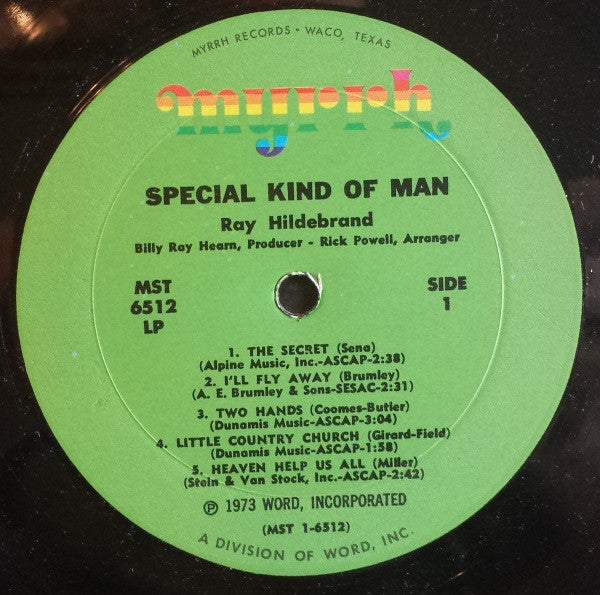 MYRRH RECORDS • WACO, TEXAS
myrrh
SPECIAL KIND OF MAN
Ray Hildebrand
Billy Ray Hearn, Producer - Rick Powell, Arranger
MST
6512
LP
SIDE
1
1. THE SECRET (Sena)
(Alpine Music, Inc.-ASCAP-2:38)
2. I'LL FLY AWAY (Brumley)
(A. E. Brumley & Sons-SESAC-2:31)
3. TWO HANDS (Coomes-Butler)
(Dunamis Music-ASCAP-3:04)
4. LITTLE COUNTRY CHURCH (Girard-Field)
(Dunamis Music-ASCAP-1:58)
5. HEAVEN HELP US ALL (Miller)
(Stein & Van Stock, Inc.-ASCAP-2:42)
℗ 1973 WORD, INCORPORATED
(MST 1-6512)
A DIVISION OF WORD, INC.